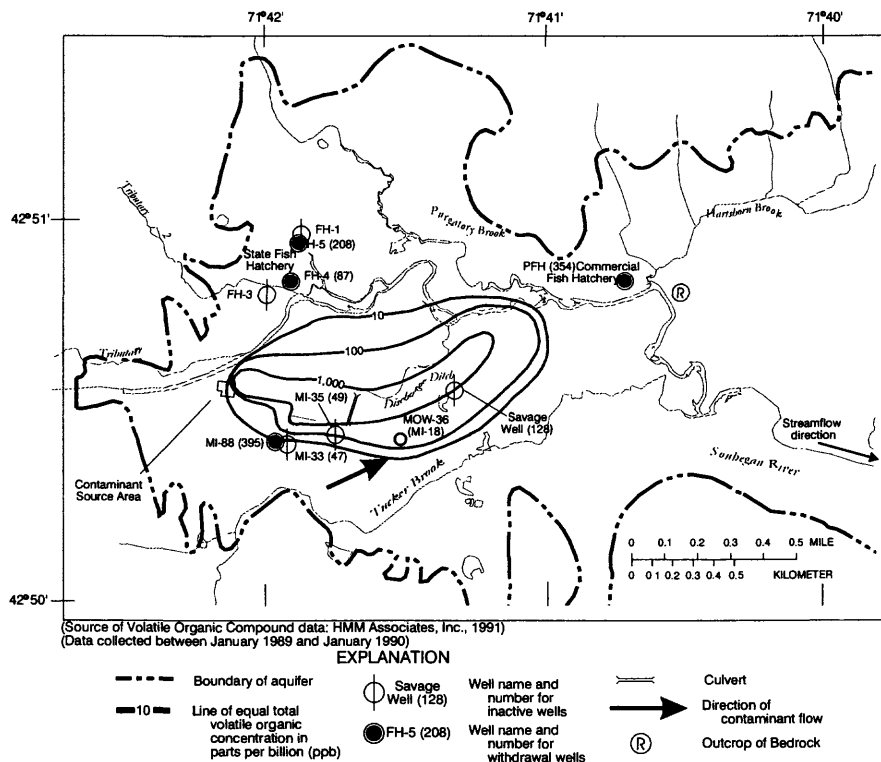 71°42'
71°41'
71°40'
42°51'
Tributary
FH-1
H-5 (208)
State Fish
Hatchery
FH-4 (87)
FH-3
Purgatory
Brook
Hartshorn Brook
PFH (354) Commercial
Fish Hatchery
R
10
100
1,000
Tributary
Discharge Ditch
MI-35 (49)
MOW-36
(MI-18)
Savage
Well (128)
MI-88 (395)
MI-33 (47)
Contaminant
Source Area
Tucker Brook
Streamflow
direction
Souhegan River
0 0.1 0.2 0.3 0.4 0.5 MILE
0 0.1 0.2 0.3 0.4 0.5 KILOMETER
42°50'
(Source of Volatile Organic Compound data: HMM Associates, Inc., 1991)
(Data collected between January 1989 and January 1990)
EXPLANATION
Boundary of aquifer
10 Line of equal total
volatile organic
concentration in
parts per billion (ppb)
Savage
Well (128)
Well name and
number for
inactive wells
FH-5 (208)
Well name and
number for
withdrawal wells
Culvert
Direction of
contaminant flow
R Outcrop of Bedrock